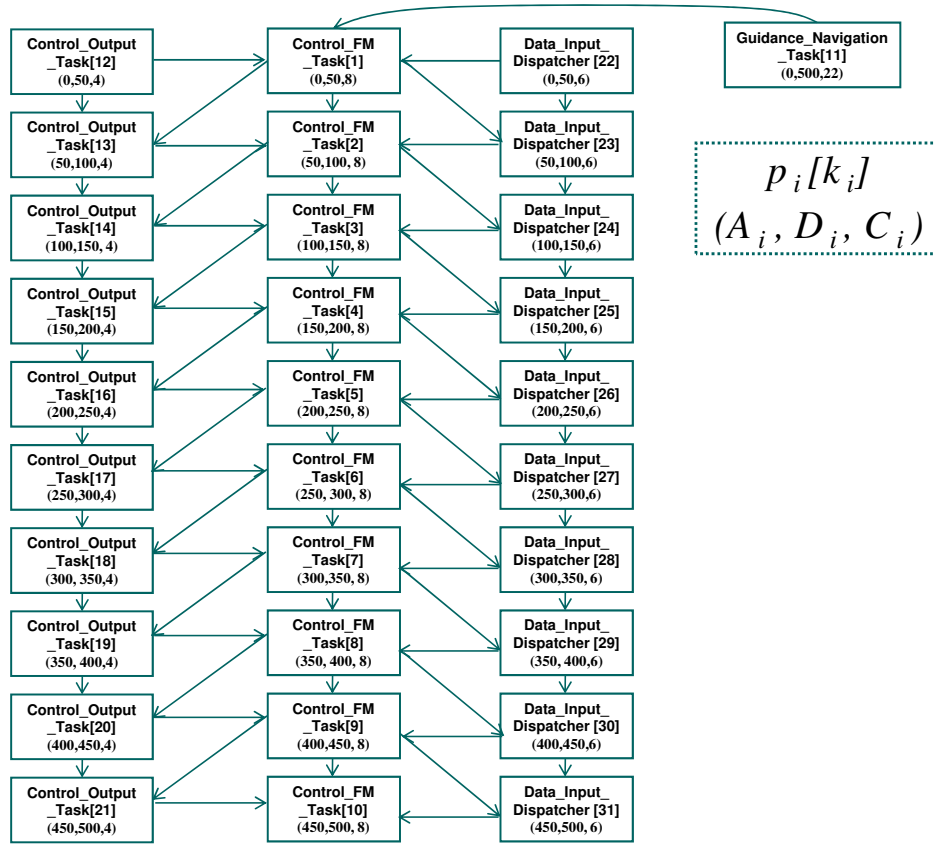 Control_Output
_Task[12]
(0,50,4)
Control_FM
_Task[1]
(0,50,8)
Data_Input_
Dispatcher [22]
(0,50,6)
Guidance_Navigation
_Task[11]
(0,500,22)
Control_Output
_Task[13]
(50,100,4)
Control_FM
_Task[2]
(50,100, 8)
Data_Input_
Dispatcher [23]
(50,100,6)
p i [k i ]
(A i , D i , C i )
Control_Output
_Task[14]
(100,150, 4)
Control_FM
_Task[3]
(100,150, 8)
Data_Input_
Dispatcher [24]
(100,150,6)
Control_Output
_Task[15]
(150,200,4)
Control_FM
_Task[4]
(150,200, 8)
Data_Input_
Dispatcher [25]
(150,200, 6)
Control_Output
_Task[16]
(200,250,4)
Control_FM
_Task[5]
(200,250, 8)
Data_Input_
Dispatcher [26]
(200,250,6)
Control_Output
_Task[17]
(250,300,4)
Control_FM
_Task[6]
(250, 300, 8)
Data_Input_
Dispatcher [27]
(250,300,6)
Control_Output
_Task[18]
(300, 350,4)
Control_FM
_Task[7]
(300,350, 8)
Data_Input_
Dispatcher [28]
(300,350, 6)
Control_Output
_Task[19]
(350, 400,4)
Control_FM
_Task[8]
(350, 400, 8)
Data_Input_
Dispatcher [29]
(350, 400,6)
Control_Output
_Task[20]
(400,450,4)
Control_FM
_Task[9]
(400,450, 8)
Data_Input_
Dispatcher [30]
(400,450,6)
Control_Output
_Task[21]
(450,500,4)
Control_FM
_Task[10]
(450,500, 8)
Data_Input_
Dispatcher [31]
(450,500, 6)